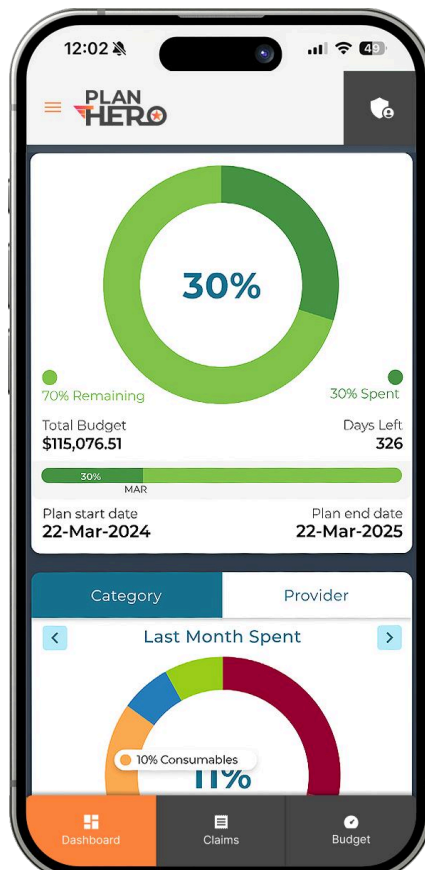 12:02
49
PLAN
HERO
30%
70% Remaining
30% Spent
Total Budget
Days Left
$115,076.51
326
30%
MAR
Plan start date
Plan end date
22-Mar-2024
22-Mar-2025
Category
Provider
Last Month Spent
10% Consumables
11%
Dashboard
Claims
Budget